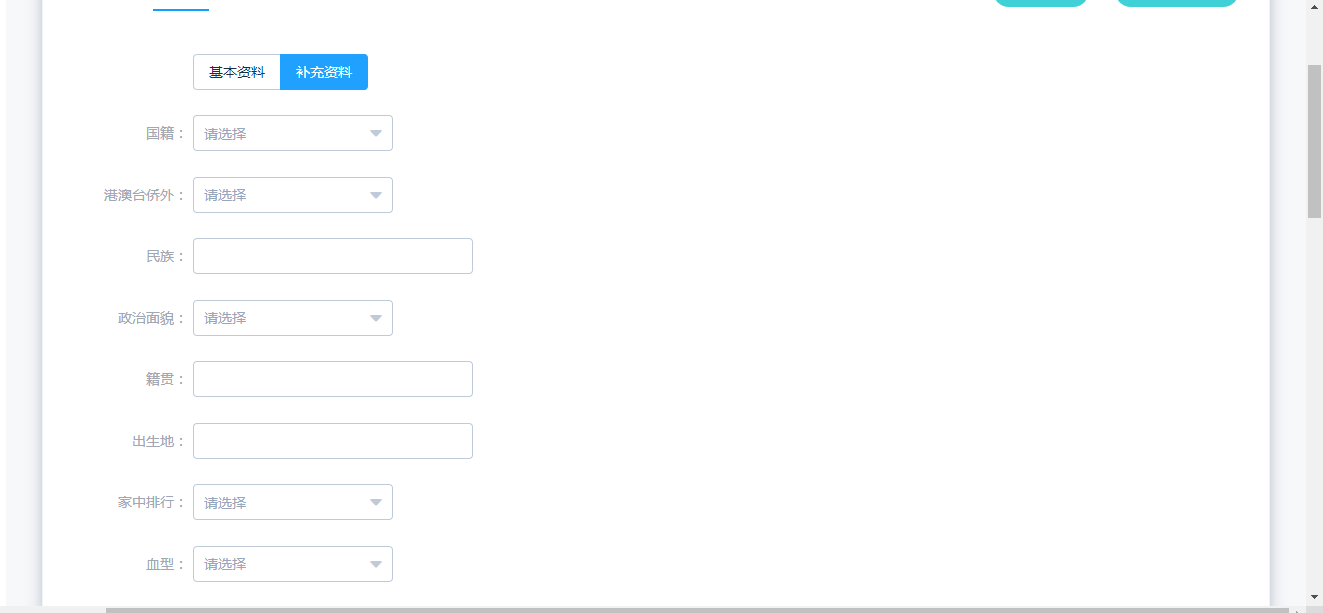 基本资料 补充资料
国籍： 请选择
港澳台侨外： 请选择
民族：
政治面貌： 请选择
籍贯：
出生地：
家中排行： 请选择
血型： 请选择